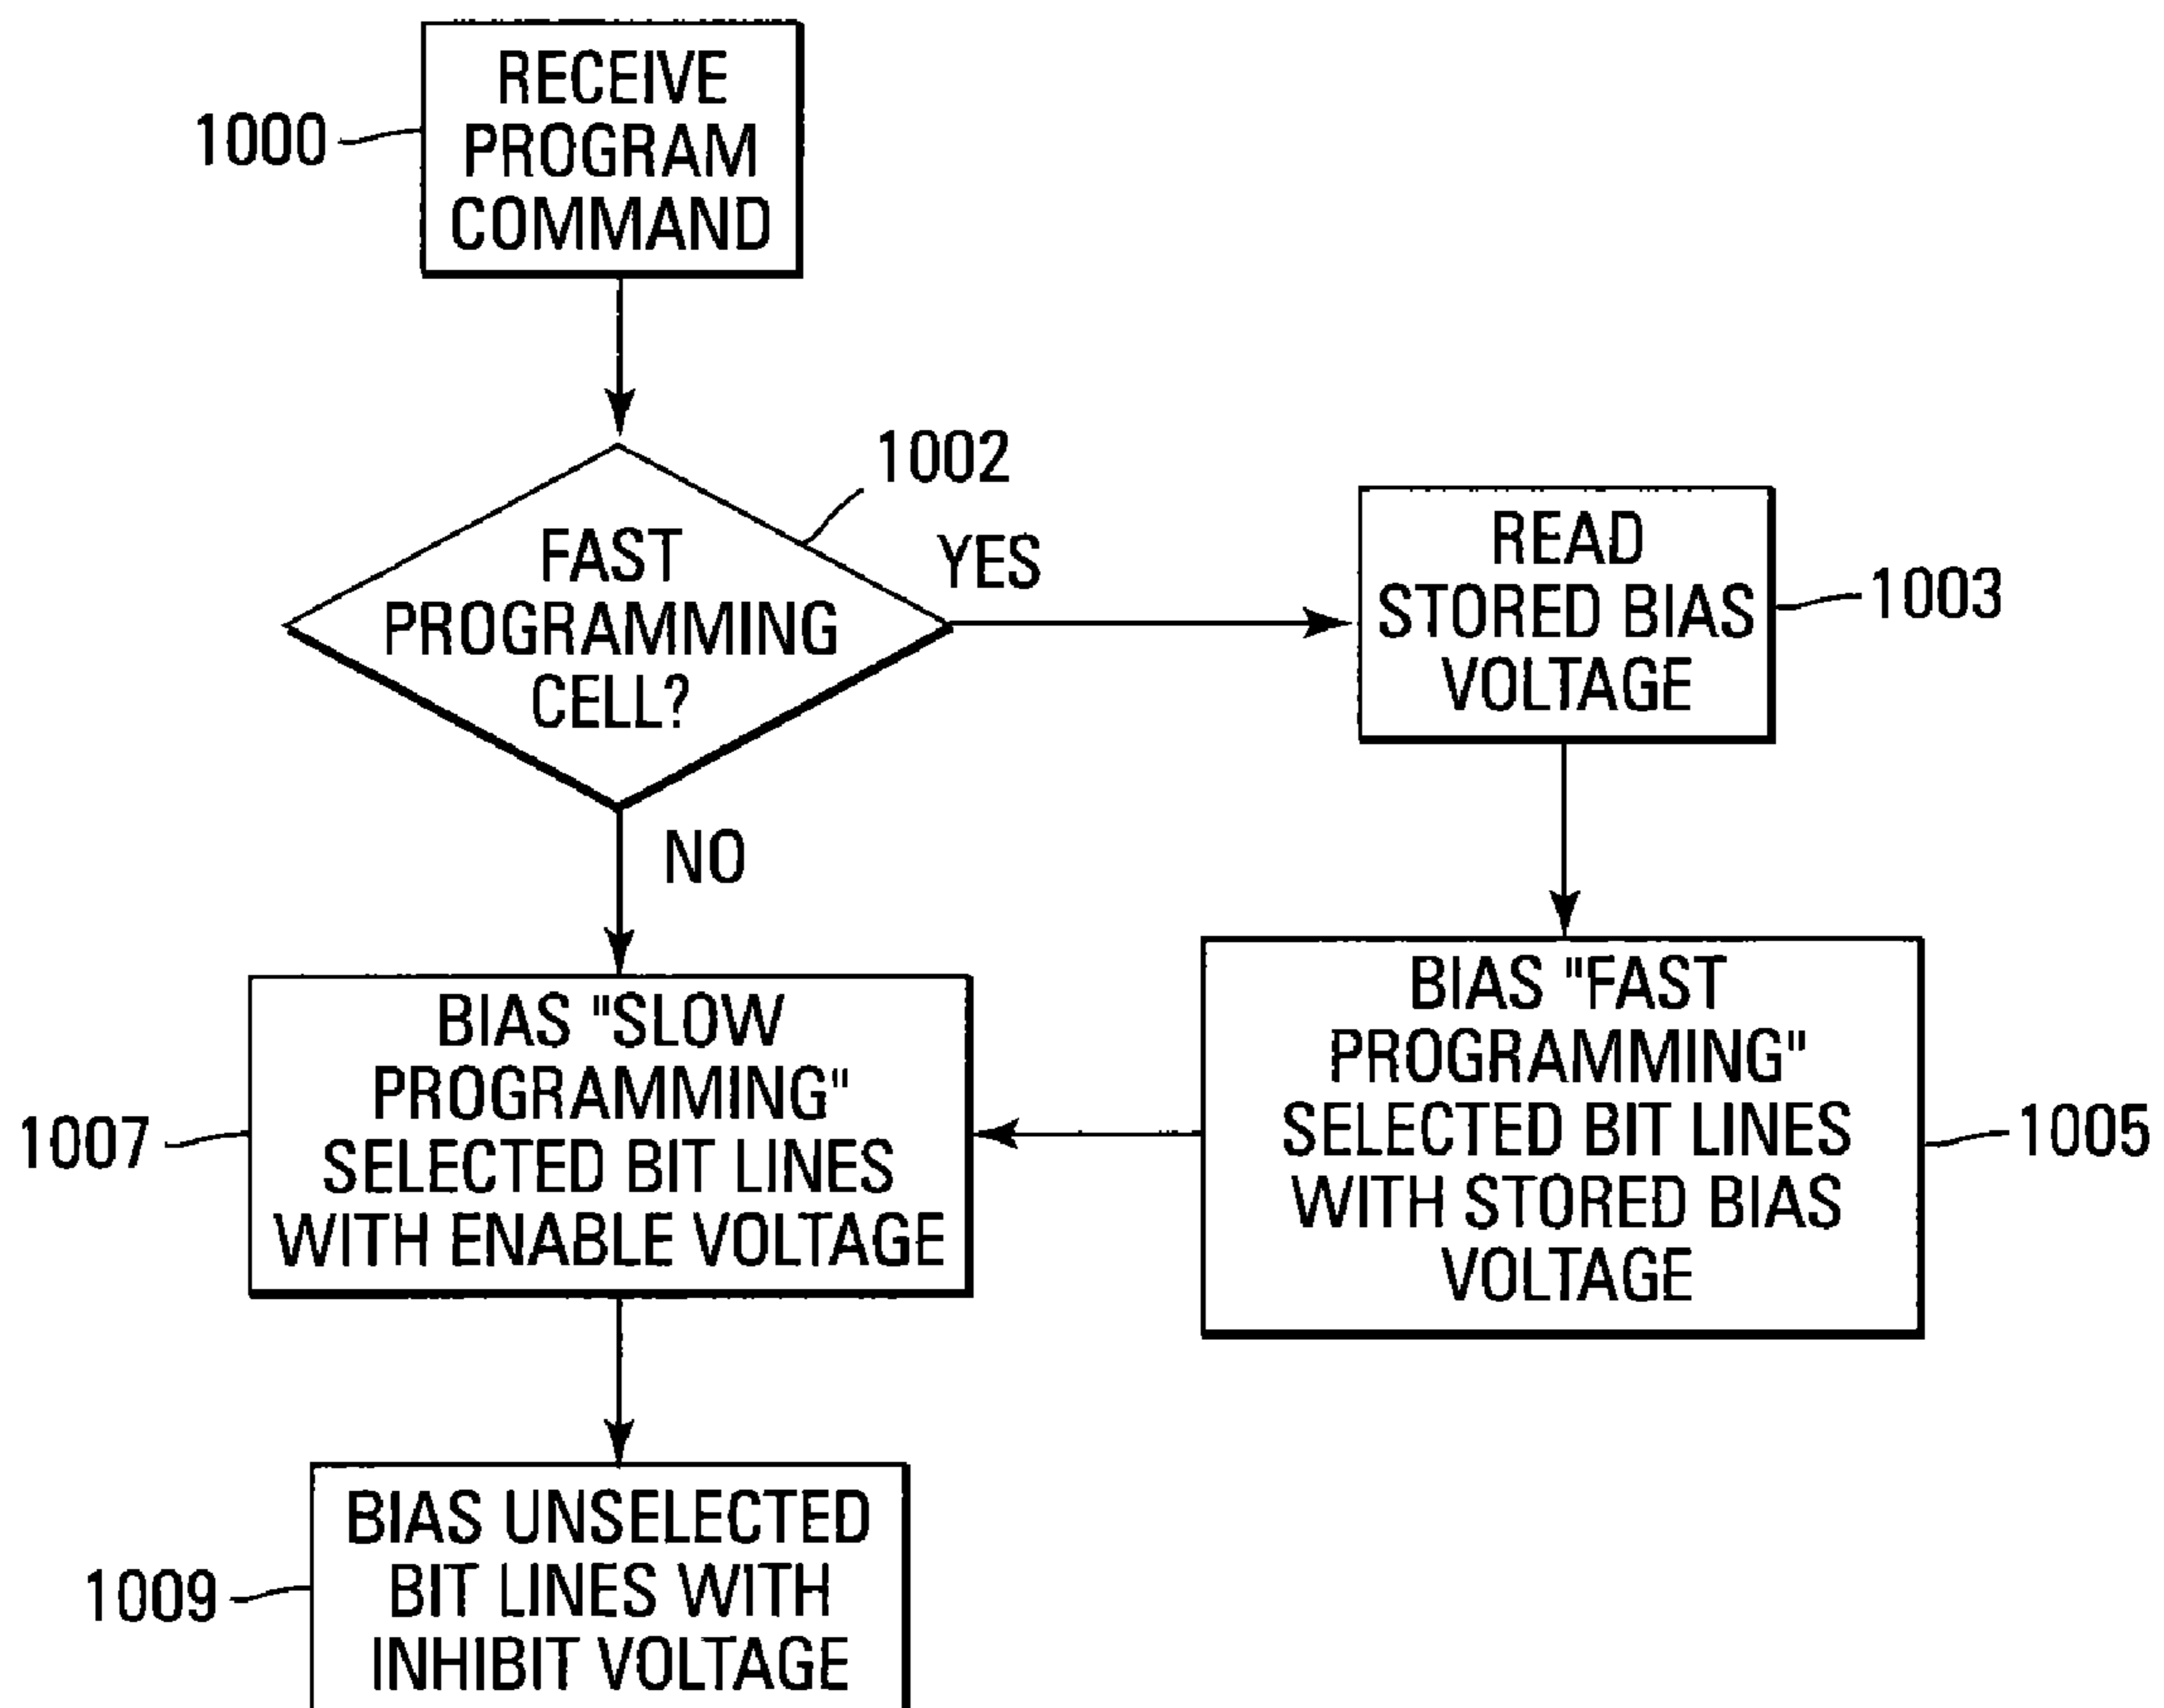 RECEIVE
PROGRAM
COMMAND
1000
1002
FAST
PROGRAMMING
CELL?
YES
NO
READ
STORED BIAS
VOLTAGE
1003
BIAS "FAST
PROGRAMMING"
SELECTED BIT LINES
WITH STORED BIAS
VOLTAGE
1005
BIAS "SLOW
PROGRAMMING"
SELECTED BIT LINES
WITH ENABLE VOLTAGE
1007
BIAS UNSELECTED
BIT LINES WITH
INHIBIT VOLTAGE
1009